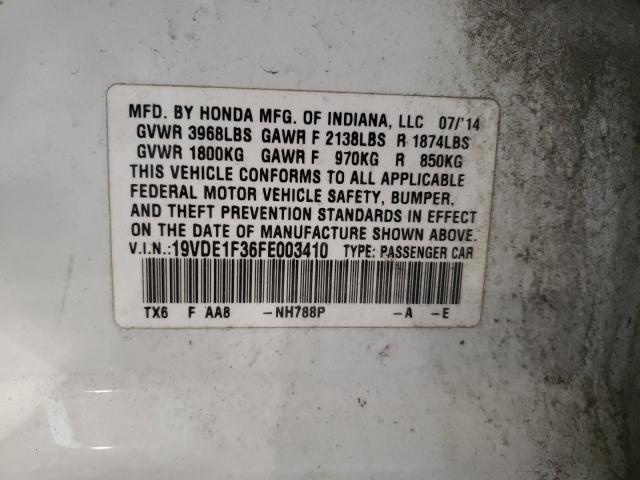 MFD. BY HONDA MFG. OF INDIANA, LLC 07/'14
GVWR 3968LBS GAWR F 2138LBS R 1874LBS
GVWR 1800KG GAWR F 970KG R 850KG
THIS VEHICLE CONFORMS TO ALL APPLICABLE
FEDERAL MOTOR VEHICLE SAFETY, BUMPER,
AND THEFT PREVENTION STANDARDS IN EFFECT
ON THE DATE OF MANUFACTURE SHOWN ABOVE.
V.I.N.:19VDE1F36FE003410 TYPE: PASSENGER CAR
TX6 F AA8 -NH788P -A -E